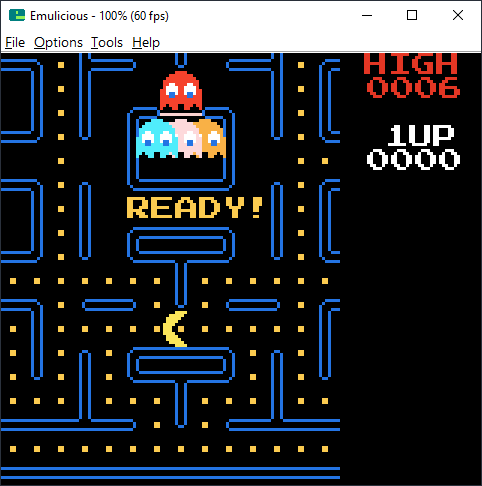 Emulicious - 100% (60 fps)
File Options Tools Help
HIGH
0006
1UP
0000
READY!